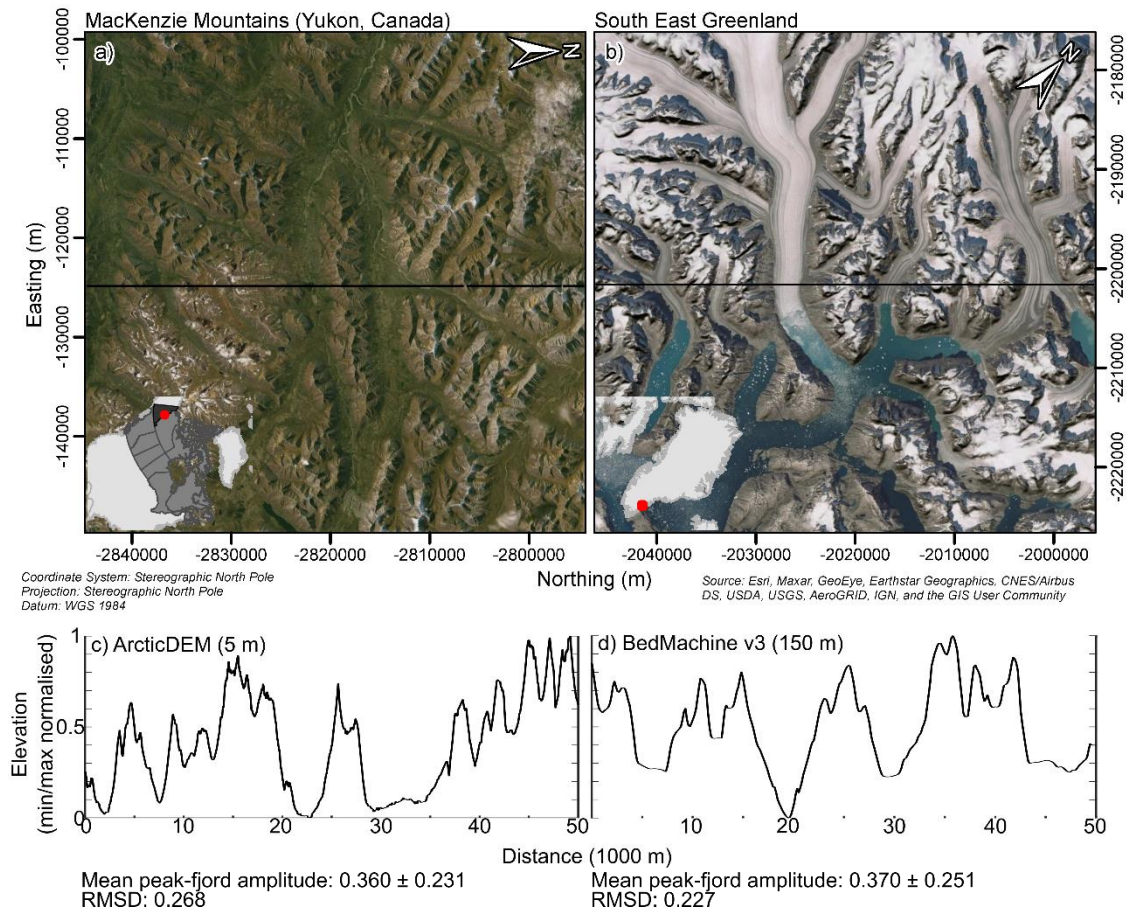 MacKenzie Mountains (Yukon, Canada)
South East Greenland
a)
N
b)
N
Easting (m)
-100000
-110000
-120000
-130000
-140000
-2180000
-2190000
-2200000
-2210000
-2220000
-2840000 -2830000 -2820000 -2810000 -2800000
-2040000 -2030000 -2020000 -2010000 -2000000
Northing (m)
Coordinate System: Stereographic North Pole
Projection: Stereographic North Pole
Datum: WGS 1984
Source: Esri, Maxar, GeoEye, Earthstar Geographics, CNES/Airbus
DS, USDA, USGS, AeroGRID, IGN, and the GIS User Community
c) ArcticDEM (5 m)
d) BedMachine v3 (150 m)
Elevation
(min/max normalised)
1
0.5
0
0 10 20 30 40 50
10 20 30 40 50
Distance (1000 m)
Mean peak-fjord amplitude: 0.360 ± 0.231
RMSD: 0.268
Mean peak-fjord amplitude: 0.370 ± 0.251
RMSD: 0.227